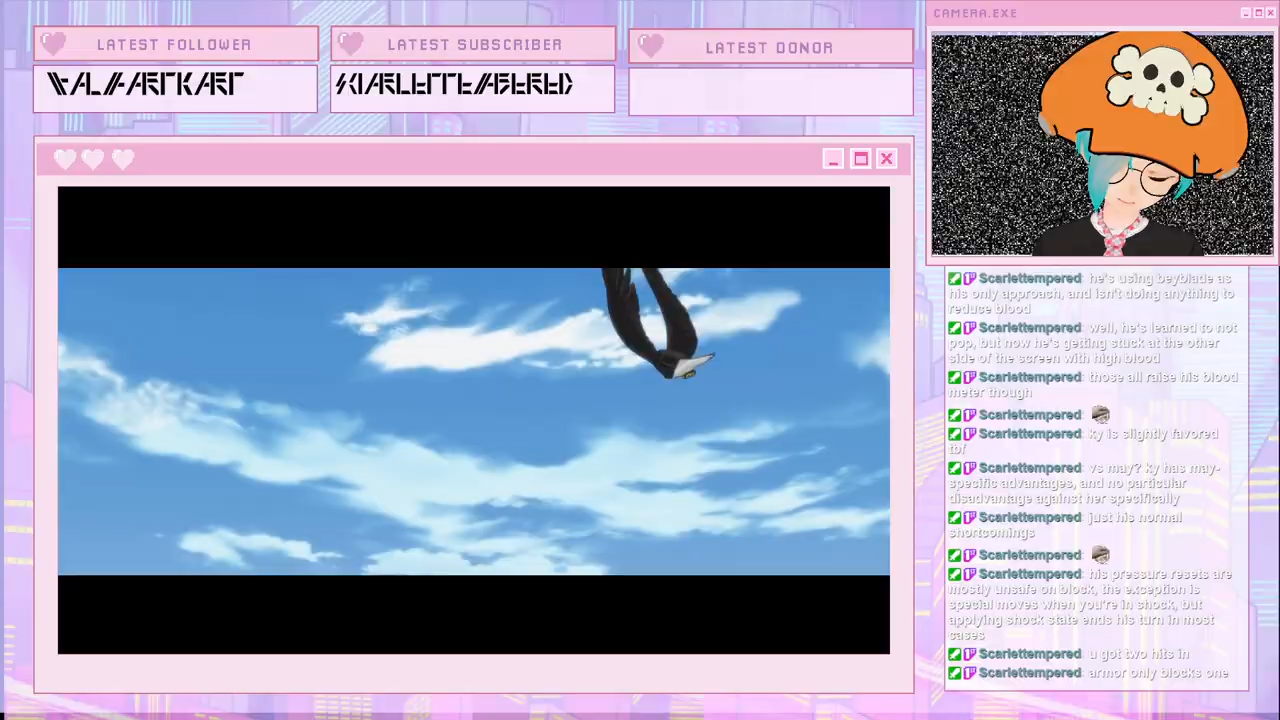 LATEST FOLLOWER
LATEST SUBSCRIBER
LATEST DONOR
CAMERA.EXE
SCARLETTEMPERED
Scarlettempered he's using beyblade as
his only approach, and isn't doing anything to
reduce blood
Scarlettempered well, he's learned to not
pop, but now he's getting stuck at the other
side of the screen with high blood
Scarlettempered those all raise his blood
meter though
Scarlettempered
Scarlettempered ky is slightly favored
tbf
Scarlettempered vs may? ky has may-
specific advantages, and no particular
disadvantage against her specifically
Scarlettempered just his normal
shortcomings
Scarlettempered
Scarlettempered his pressure resets are
mostly unsafe on block, the exception is
special moves when you're in shock, but
applying shock state ends his turn in most
cases
Scarlettempered u got two hits in
Scarlettempered armor only blocks one